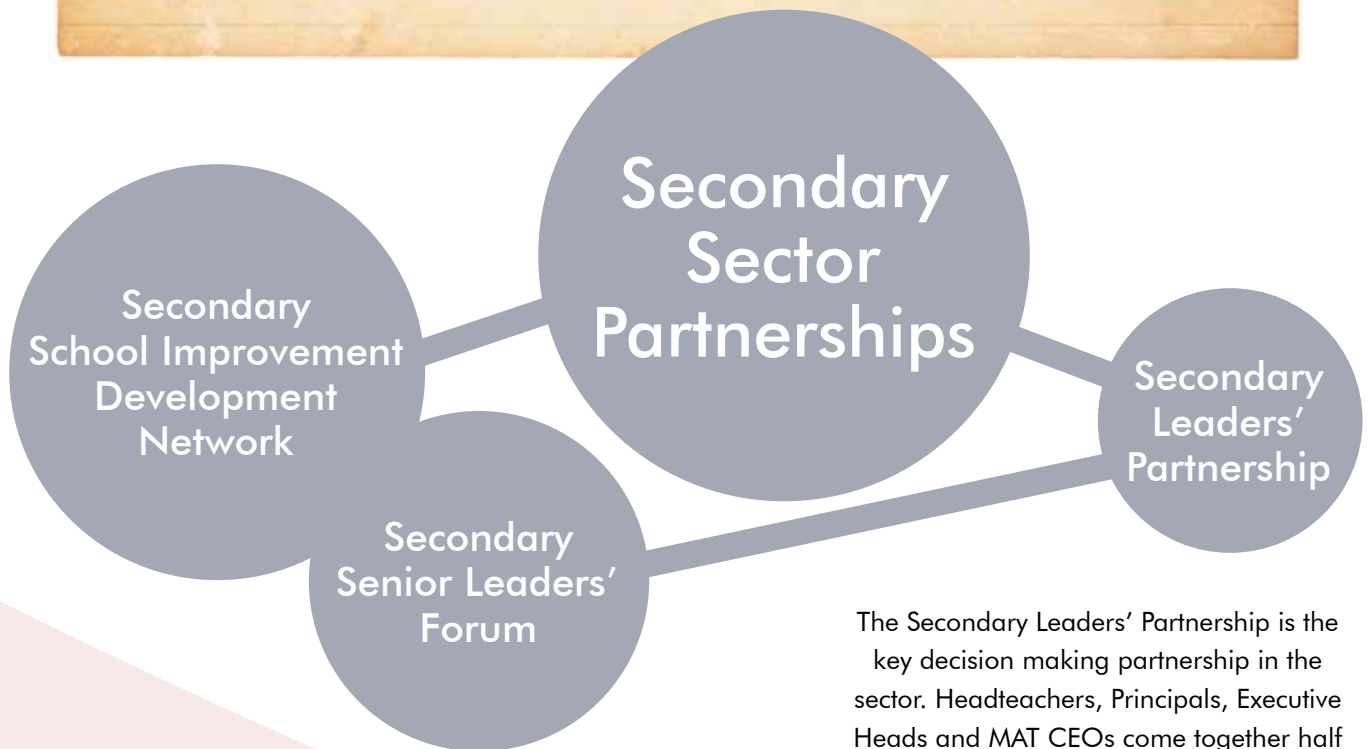 Secondary
Sector
Partnerships
Secondary
School Improvement
Development
Network
Secondary
Leaders’
Partnership
Secondary
Senior Leaders’
Forum
The Secondary Leaders’ Partnership is the
key decision making partnership in the
sector. Headteachers, Principals, Executive
Heads and MAT CEOs come together half